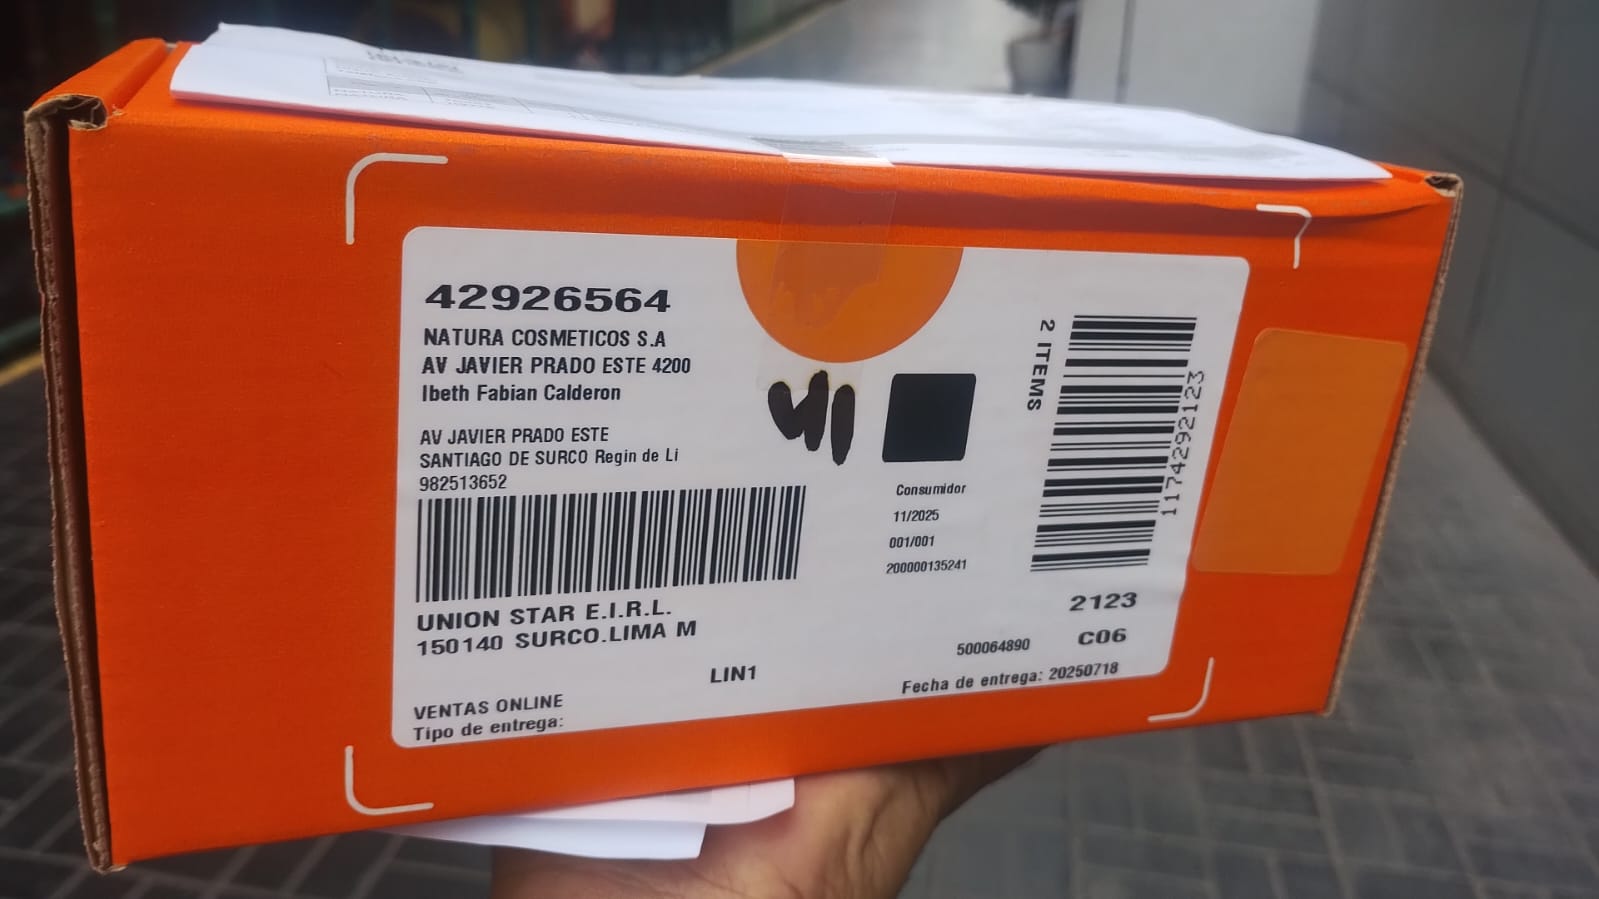 42926564
NATURA COSMETICOS S.A
AV JAVIER PRADO ESTE 4200
Ibeth Fabian Calderon
AV JAVIER PRADO ESTE
SANTIAGO DE SURCO Regin de Li
982513652
UNION STAR E.I.R.L.
150140 SURCO.LIMA M
LIN1
VENTAS ONLINE
Tipo de entrega:
Consumidor
11/2025
001/001
200000135241
2 ITEMS
1174292123
2123
C06
500064890
Fecha de entrega: 20250718